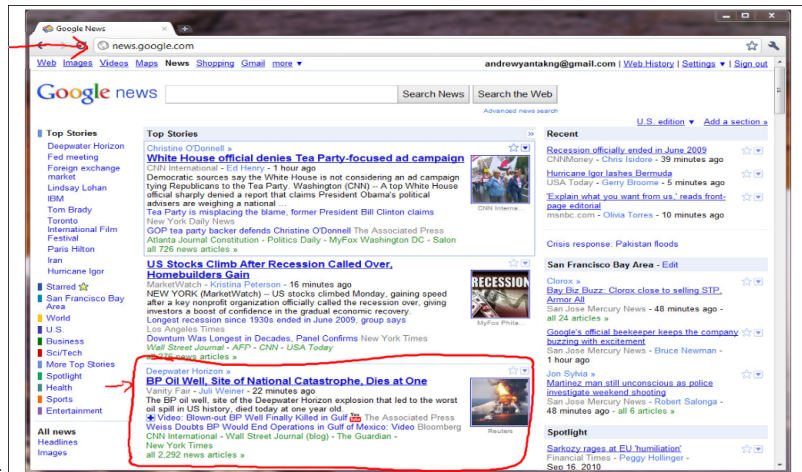 Google News
news.google.com
Web Images Videos Maps News Shopping Gmail more ▼
andrewyantakng@gmail.com | Web History | Settings ▼ | Sign out
Google news
Search News
Search the Web
Advanced news search
U.S. edition ▼ Add a section »
Top Stories
Deepwater Horizon
Fed meeting
Foreign exchange
market
Lindsay Lohan
IBM
Tom Brady
Toronto
International Film
Festival
Paris Hilton
Iran
Hurricane Igor
Starred
San Francisco Bay
Area
World
U.S.
Business
Sci/Tech
More Top Stories
Spotlight
Health
Sports
Entertainment
All news
Headlines
Images
Top Stories
Christine O'Donnell »
White House official denies Tea Party-focused ad campaign
CNN International - Ed Henry - 1 hour ago
Democratic sources say the White House is not considering an ad campaign
tying Republicans to the Tea Party. Washington (CNN) -- A top White House
official sharply denied a report that claims President Obama's political
advisers are weighing a national ...
Tea Party is misplacing the blame, former President Bill Clinton claims
New York Daily News
GOP tea party backer defends Christine O'Donnell The Associated Press
Atlanta Journal Constitution - Politics Daily - MyFox Washington DC - Salon
all 726 news articles »
CNN Interna...
US Stocks Climb After Recession Called Over,
Homebuilders Gain
MarketWatch - Kristina Peterson - 16 minutes ago
NEW YORK (MarketWatch) -- US stocks climbed Monday, gaining speed
after a key nonprofit organization officially called the recession over, giving
investors a boost of confidence in the gradual economic recovery.
Longest recession since 1930s ended in June 2009, group says
Los Angeles Times
Downturn Was Longest in Decades, Panel Confirms New York Times
Wall Street Journal - AFP - CNN - USA Today
all 276 news articles »
RECESSION
MyFox Phila...
Deepwater Horizon »
BP Oil Well, Site of National Catastrophe, Dies at One
Vanity Fair - Juli Weiner - 22 minutes ago
The BP oil well, site of the Deepwater Horizon explosion that led to the worst
oil spill in US history, died today at one year old.
Video: Blown-out BP Well Finally Killed in Gulf The Associated Press
Weiss Doubts BP Would End Operations in Gulf of Mexico: Video Bloomberg
CNN International - Wall Street Journal (blog) - The Guardian -
New York Times
all 2,292 news articles »
Reuters
Recent
Recession officially ended in June 2009
CNNMoney - Chris Isidore - 39 minutes ago
Hurricane Igor lashes Bermuda
USA Today - Gerry Broome - 5 minutes ago
'Explain what you want from us,' reads front-
page editorial
msnbc.com - Olivia Torres - 10 minutes ago
Crisis response: Pakistan floods
San Francisco Bay Area - Edit
Clorox »
Bay Biz Buzz: Clorox close to selling STP,
Armor All
San Jose Mercury News - 48 minutes ago -
all 24 articles »
Google's official beekeeper keeps the company
buzzing with excitement
San Jose Mercury News - Bruce Newman -
1 hour ago
Jon Sylvia »
Martinez man still unconscious as police
investigate weekend shooting
San Jose Mercury News - Robert Salonga -
48 minutes ago - all 6 articles »
Spotlight
Sarkozy rages at EU 'humiliation'
Financial Times - Peggy Hollinger -
Sep 16, 2010